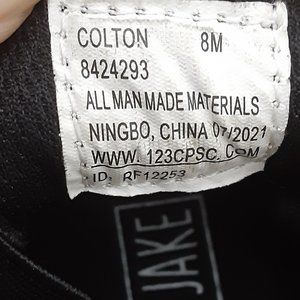 COLTON 8M
8424293
ALL MAN MADE MATERIALS
NINGBO, CHINA 07/2021
WWW. 123CPSC. COM
ID: RF12253
JAKE